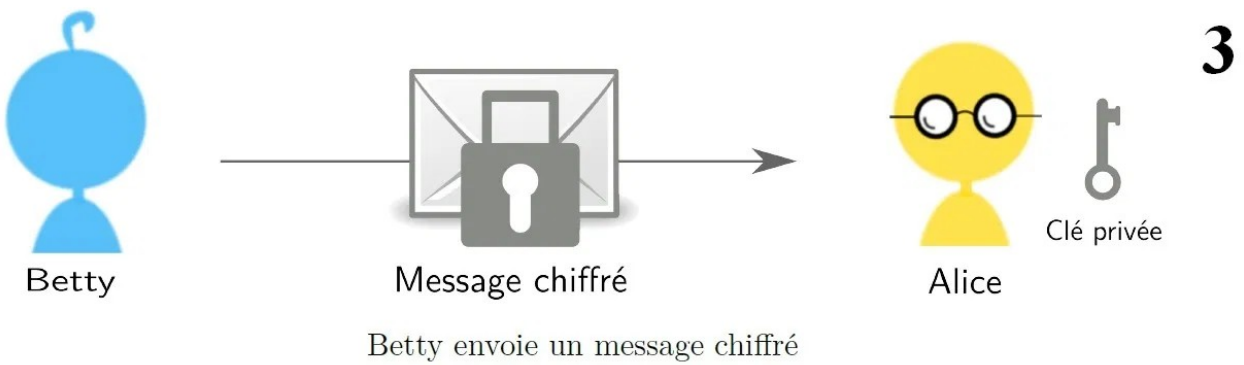 3
Clé privée
Betty
Message chiffré
Alice
Betty envoie un message chiffré